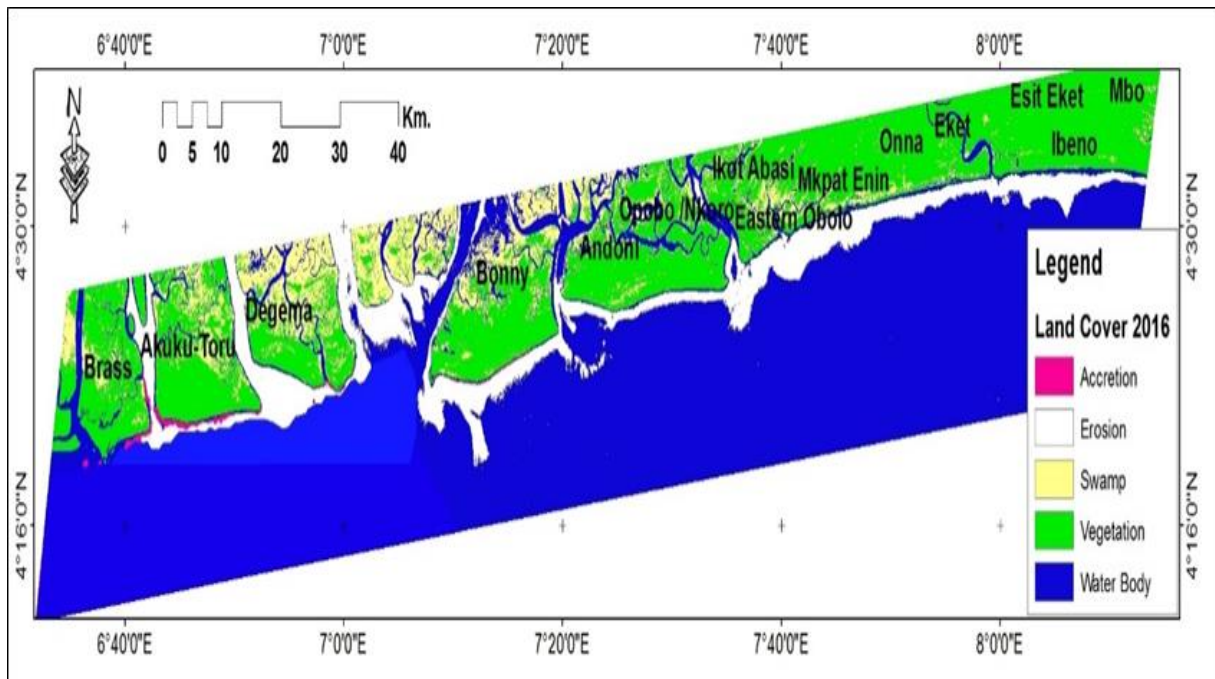 6°40'0"E 7°0'0"E 7°20'0"E 7°40'0"E 8°0'0"E
N
Km.
0 5 10 20 30 40
Esit Eket Mbo
Onna Eket
Ibeno
Ikot Abasi
Mkpat Enin
Opobo /Nkoro
Eastern Obolo
Andoni
Bonny
Degema
Akuku-Toru
Brass
4°30'0"N
4°30'0"N
Legend
Land Cover 2016
Accretion
Erosion
Swamp
Vegetation
Water Body
4°16'0"N
4°16'0"N
6°40'0"E 7°0'0"E 7°20'0"E 7°40'0"E 8°0'0"E